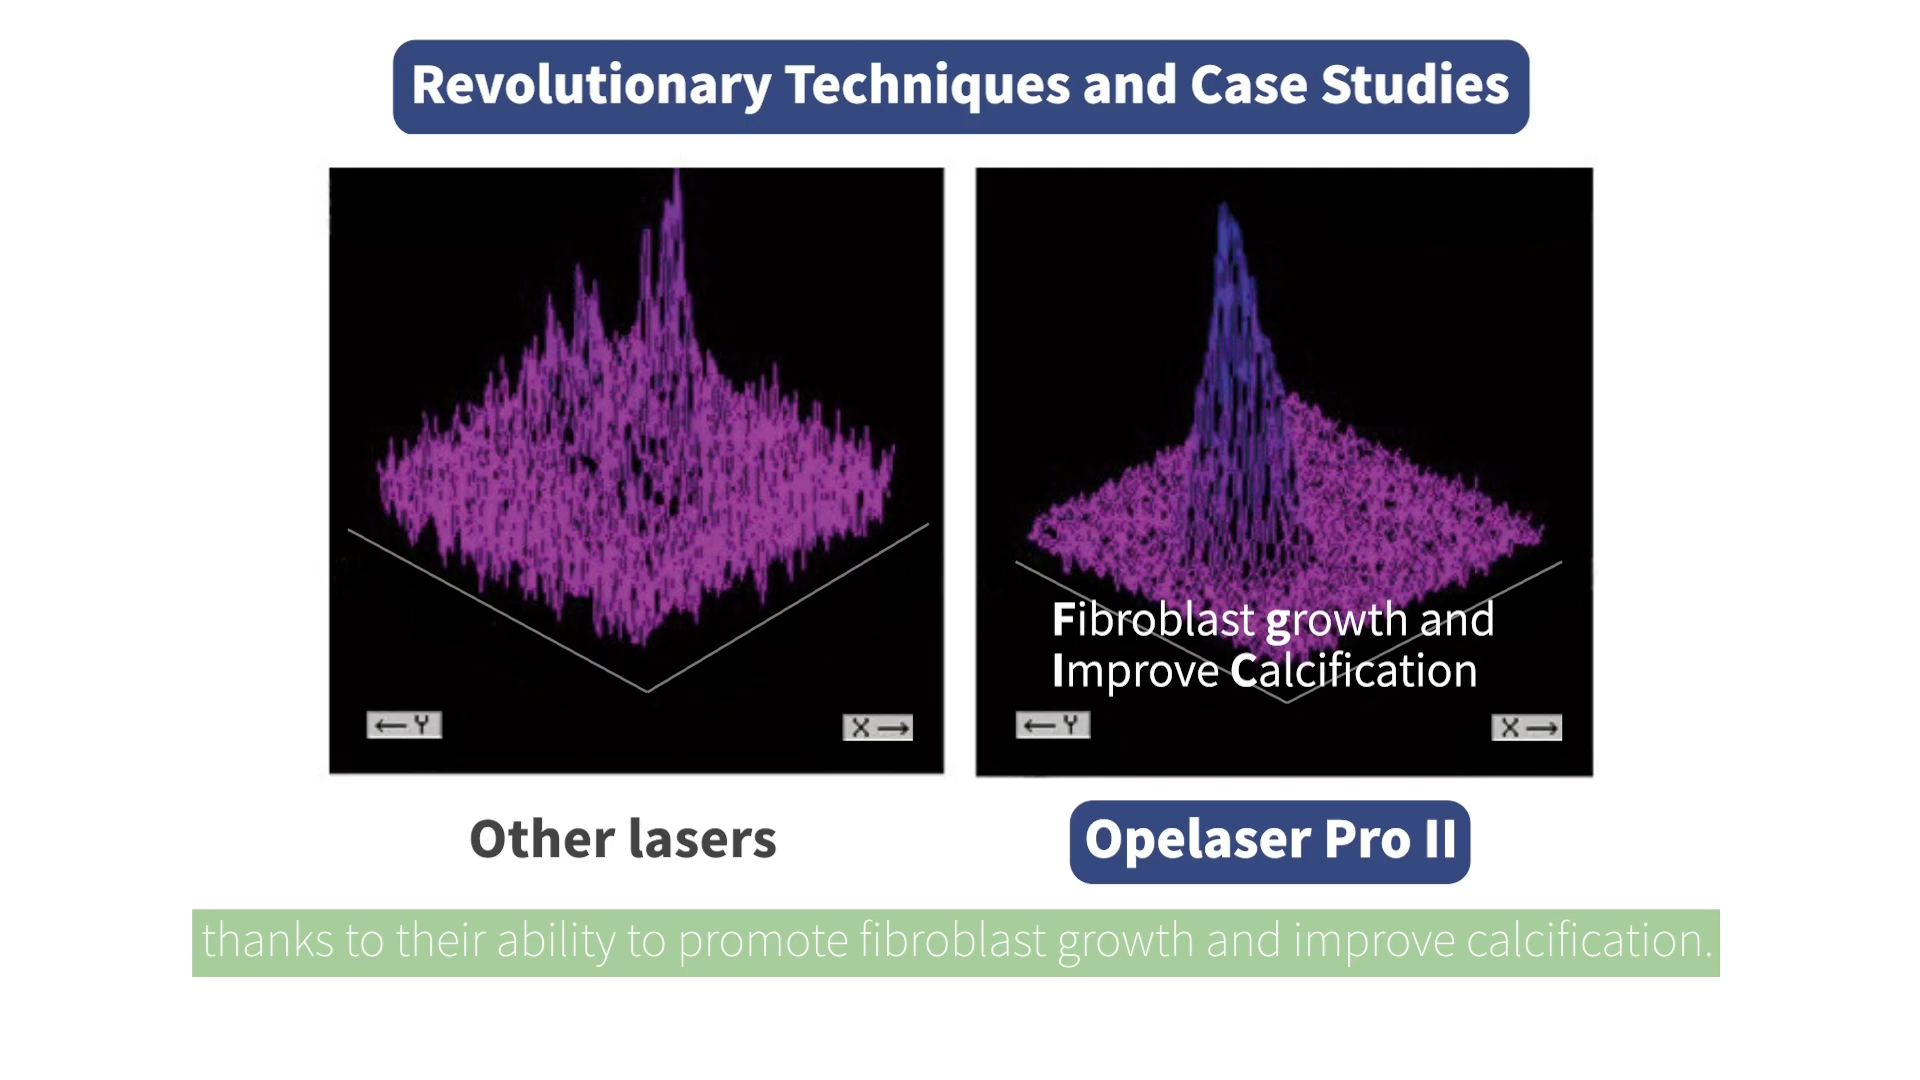 Revolutionary Techniques and Case Studies
Fibroblast growth and
Improve Calcification
← Y
X →
← Y
X →
Other lasers
Opelaser Pro II
thanks to their ability to promote fibroblast growth and improve calcification.